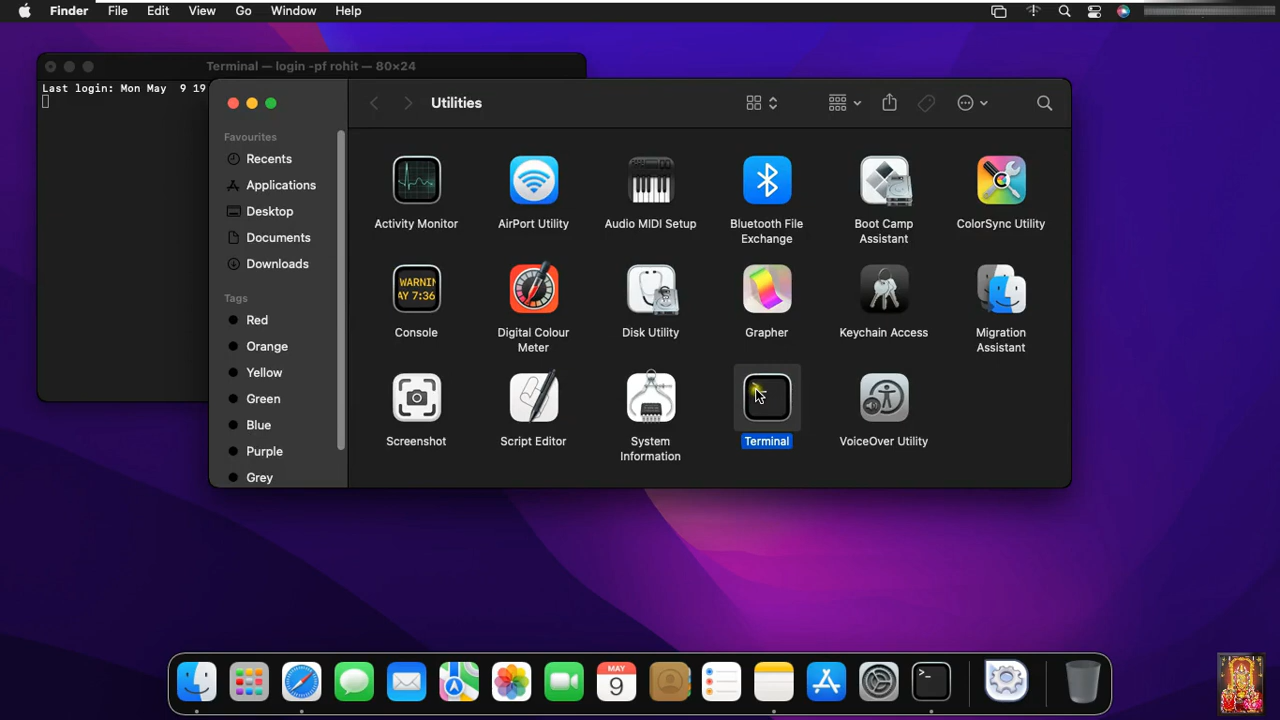 Finder File Edit View Go Window Help
Terminal — login -pf rohit — 80×24
Last login: Mon May 9 19
Utilities
Favourites
Recents
Applications
Desktop
Documents
Downloads
Tags
Red
Orange
Yellow
Green
Blue
Purple
Grey
Activity Monitor
AirPort Utility
Audio MIDI Setup
Bluetooth File
Exchange
Boot Camp
Assistant
ColorSync Utility
WARNIN
AY 7:36
Console
Digital Colour
Meter
Disk Utility
Grapher
Keychain Access
Migration
Assistant
Screenshot
Script Editor
System
Information
Terminal
VoiceOver Utility
MAY
9